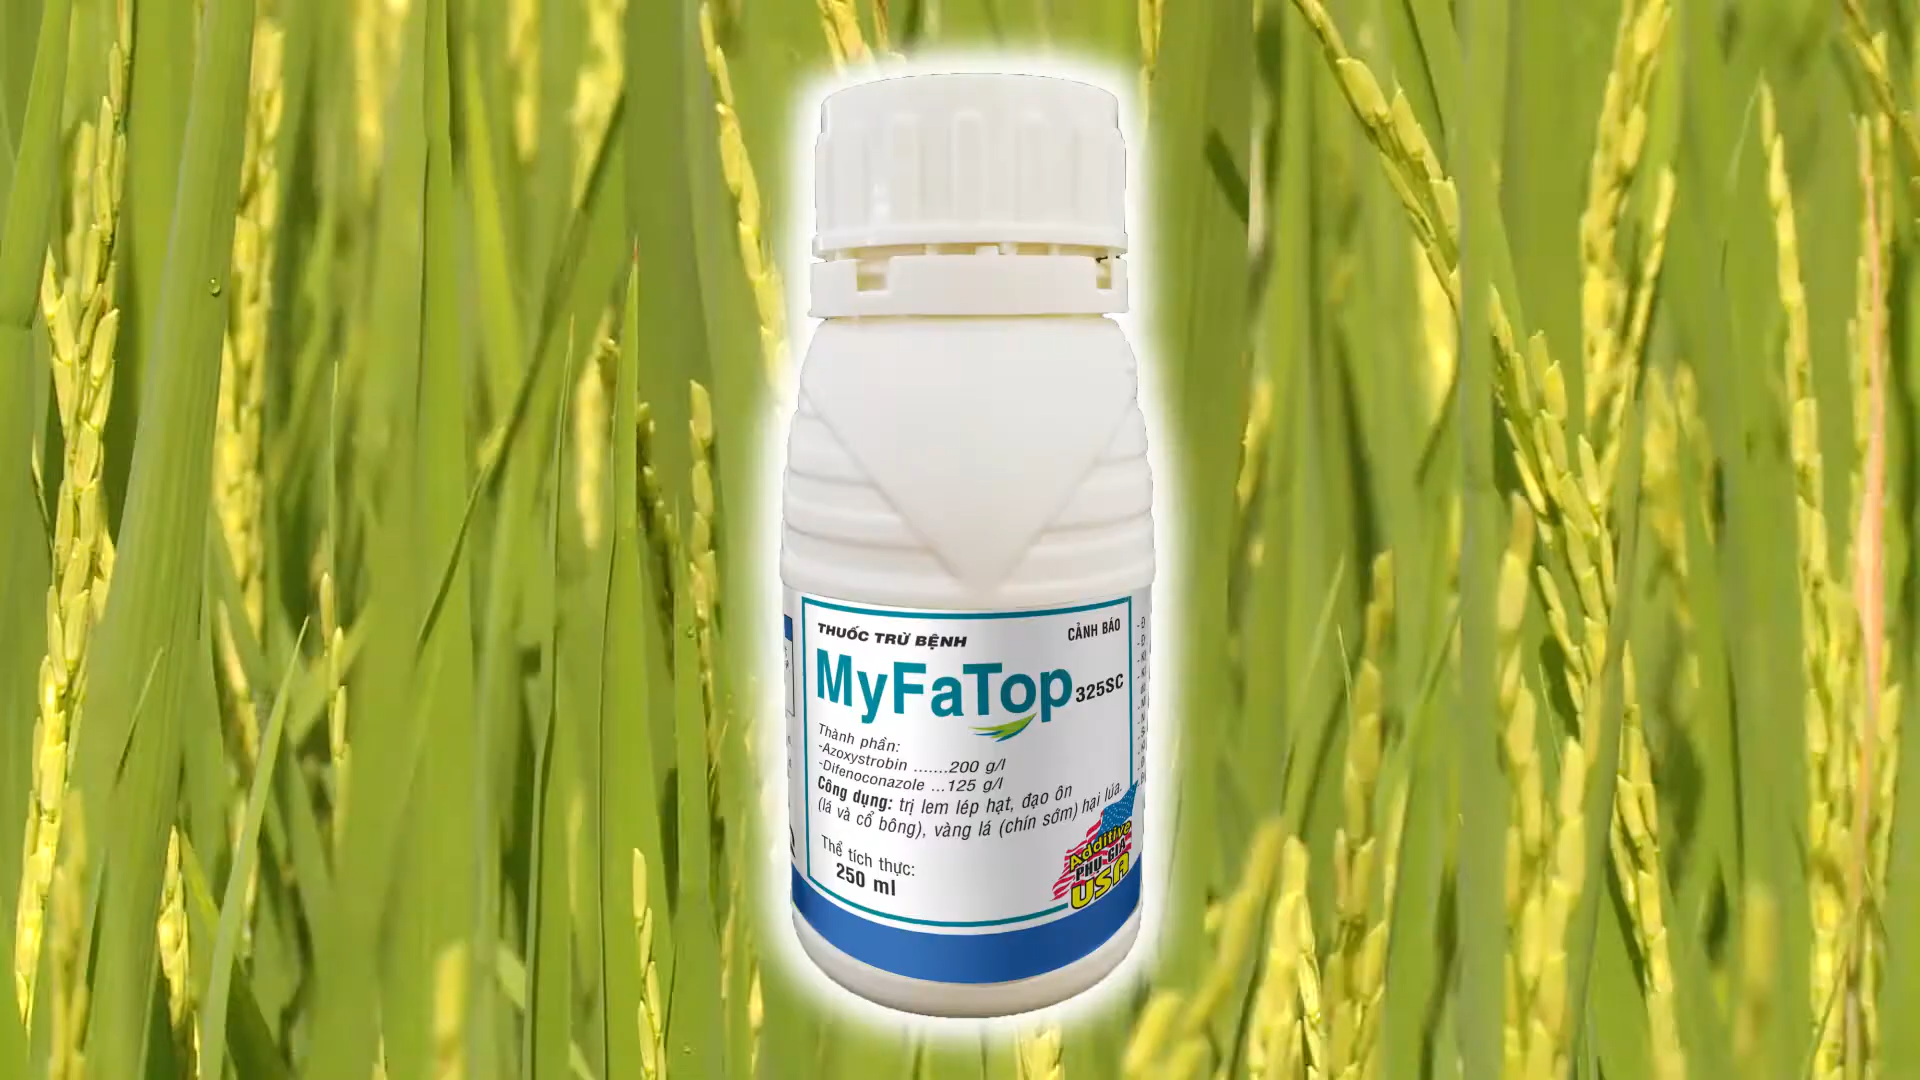 THUỐC TRỪ BỆNH
CẢNH BÁO
MyFaTop 325SC
Thành phần:
-Azoxystrobin .......200 g/l
-Difenoconazole ...125 g/l
Công dụng: trị lem lép hạt, đạo ôn
(lá và cổ bông), vàng lá (chín sớm) hại lúa.
Thể tích thực:
250 ml
Additive
PHỤ GIA
USA